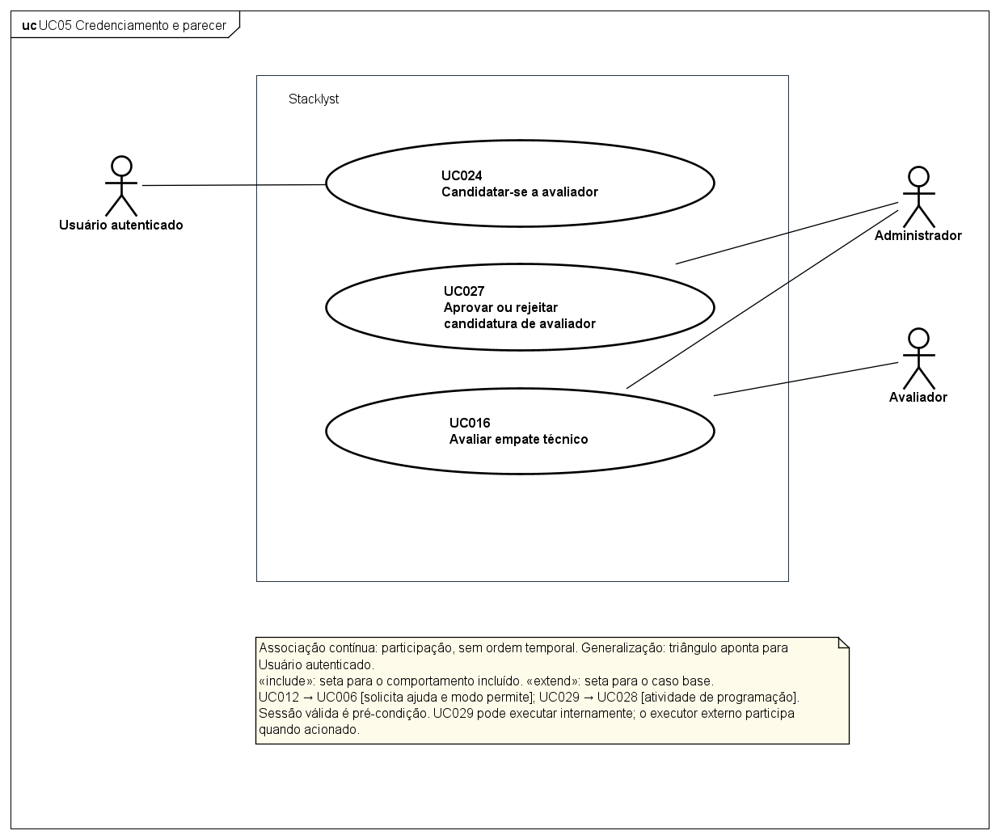 uc UC05 Credenciamento e parecer
Stacklyst
UC024
Candidatar-se a avaliador
Usuário autenticado
Administrador
UC027
Aprovar ou rejeitar
candidatura de avaliador
Avaliador
UC016
Avaliar empate técnico
Associação contínua: participação, sem ordem temporal. Generalização: triângulo aponta para
Usuário autenticado.
«include»: seta para o comportamento incluído. «extend»: seta para o caso base.
UC012 → UC006 [solicita ajuda e modo permite]; UC029 → UC028 [atividade de programação].
Sessão válida é pré-condição. UC029 pode executar internamente; o executor externo participa
quando acionado.